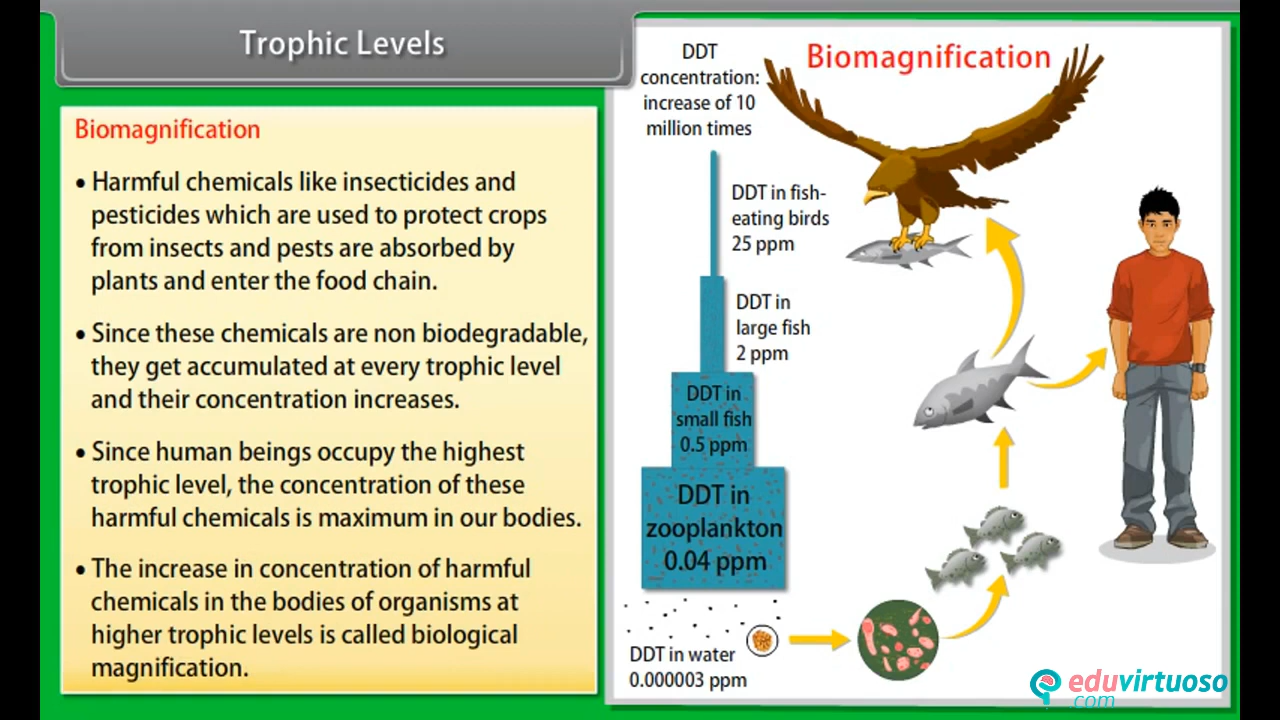 Trophic Levels
Biomagnification
• Harmful chemicals like insecticides and
pesticides which are used to protect crops
from insects and pests are absorbed by
plants and enter the food chain.
• Since these chemicals are non biodegradable,
they get accumulated at every trophic level
and their concentration increases.
• Since human beings occupy the highest
trophic level, the concentration of these
harmful chemicals is maximum in our bodies.
• The increase in concentration of harmful
chemicals in the bodies of organisms at
higher trophic levels is called biological
magnification.
Biomagnification
DDT
concentration:
increase of 10
million times
DDT in fish-
eating birds
25 ppm
DDT in
large fish
2 ppm
DDT in
small fish
0.5 ppm
DDT in
zooplankton
0.04 ppm
DDT in water
0.000003 ppm
eduvirtuoso
com